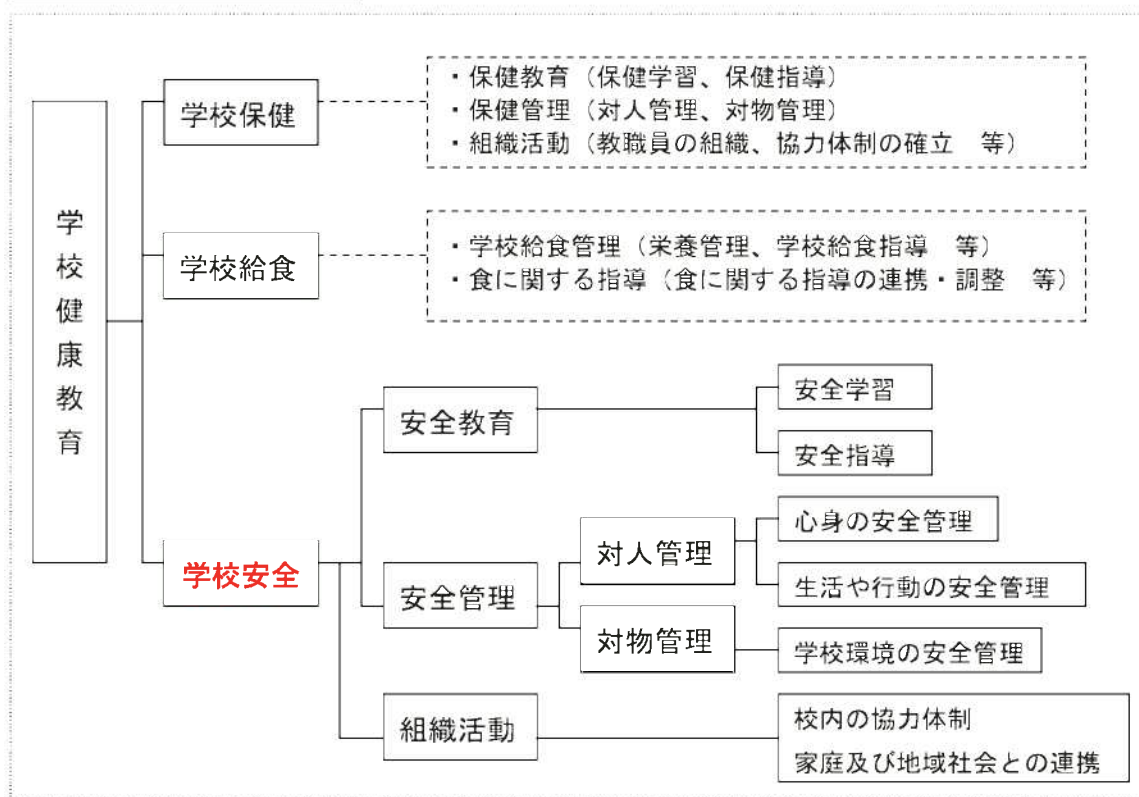 学校健康教育
学校保健
・保健教育（保健学習、保健指導）
・保健管理（対人管理、対物管理）
・組織活動（教職員の組織、協力体制の確立　等）
学校給食
・学校給食管理（栄養管理、学校給食指導　等）
・食に関する指導（食に関する指導の連携・調整　等）
学校安全
安全教育
安全学習
安全指導
安全管理
対人管理
心身の安全管理
生活や行動の安全管理
対物管理
学校環境の安全管理
組織活動
校内の協力体制
家庭及び地域社会との連携